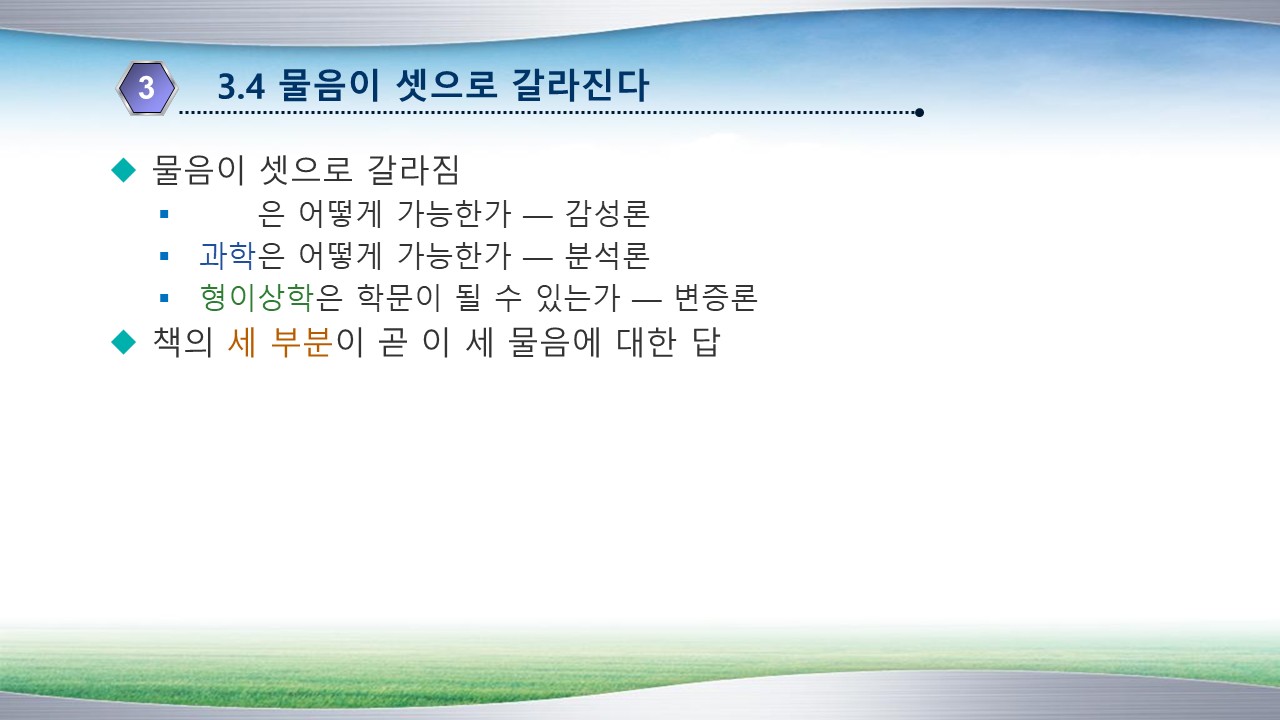 3
3.4 물음이 셋으로 갈라진다
물음이 셋으로 갈라짐
은 어떻게 가능한가 — 감성론
과학은 어떻게 가능한가 — 분석론
형이상학은 학문이 될 수 있는가 — 변증론
책의 세 부분이 곧 이 세 물음에 대한 답